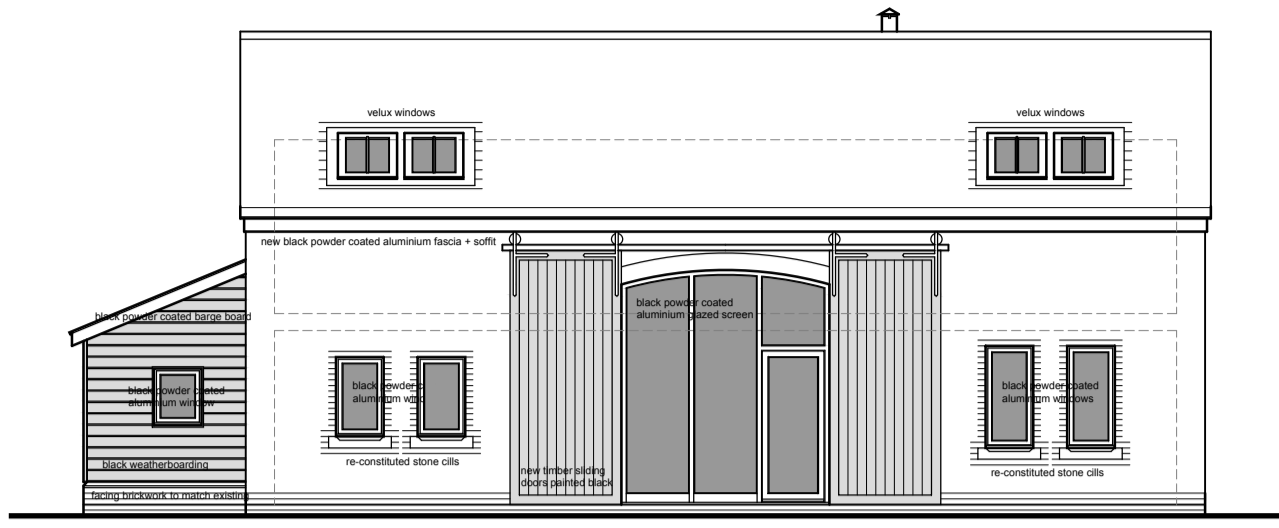 velux windows
velux windows
new black powder coated aluminium fascia + soffit
black powder coated
aluminium glazed screen
black powder coated barge board
black powder coated
aluminium window
black powder c
aluminium wind
black powder coated
aluminium windows
black weatherboarding
re-constituted stone cills
re-constituted stone cills
new timber sliding
doors painted black
facing brickwork to match existing